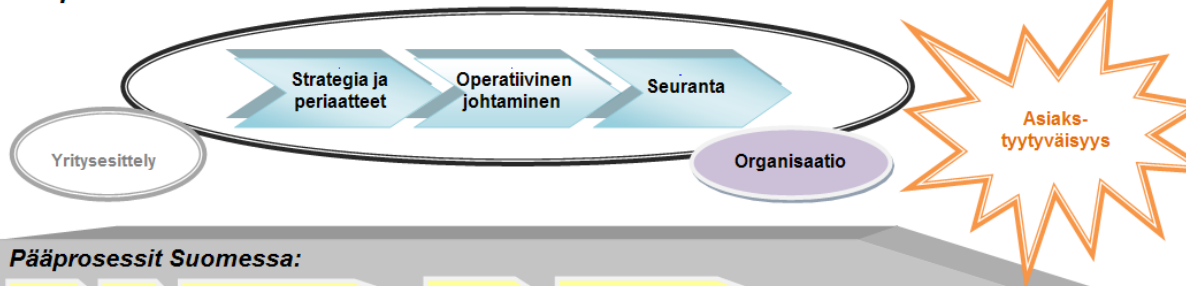 Strategia ja
periaatteet
Operatiivinen
johtaminen
Seuranta
Asiaks-
tyytyväisyys
Yritysesittely
Organisaatio
Pääprosessit Suomessa: